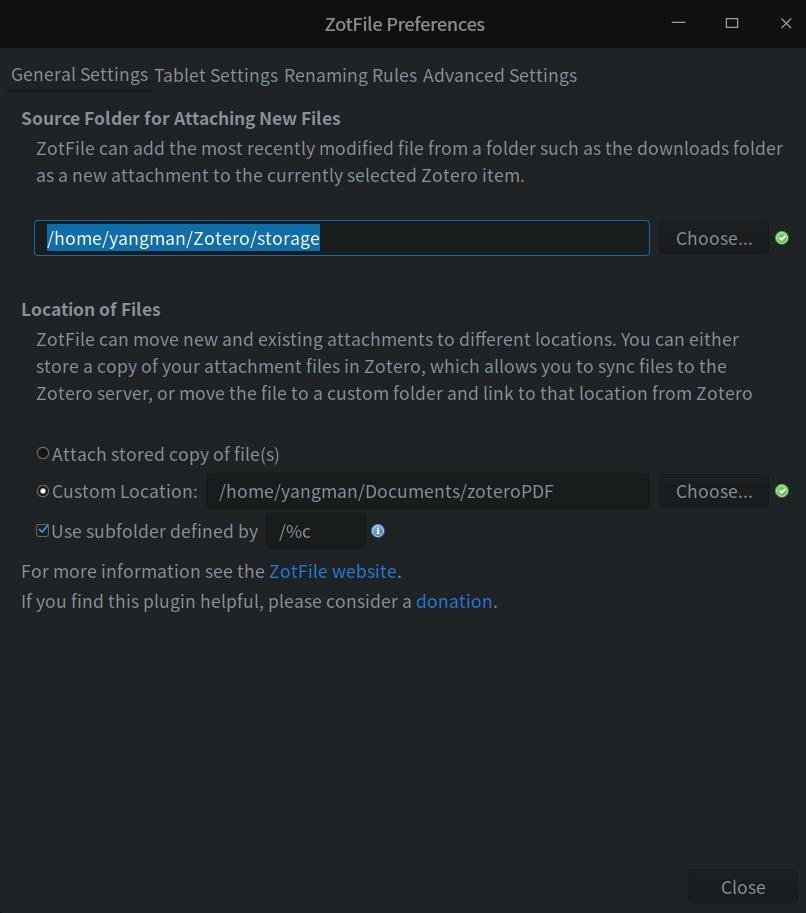 ZotFile Preferences
General Settings Tablet Settings Renaming Rules Advanced Settings
Source Folder for Attaching New Files
ZotFile can add the most recently modified file from a folder such as the downloads folder
as a new attachment to the currently selected Zotero item.
/home/yangman/Zotero/storage Choose...
Location of Files
ZotFile can move new and existing attachments to different locations. You can either
store a copy of your attachment files in Zotero, which allows you to sync files to the
Zotero server, or move the file to a custom folder and link to that location from Zotero
Attach stored copy of file(s)
Custom Location: /home/yangman/Documents/zoteroPDF Choose...
Use subfolder defined by /%c
For more information see the ZotFile website.
If you find this plugin helpful, please consider a donation.
Close